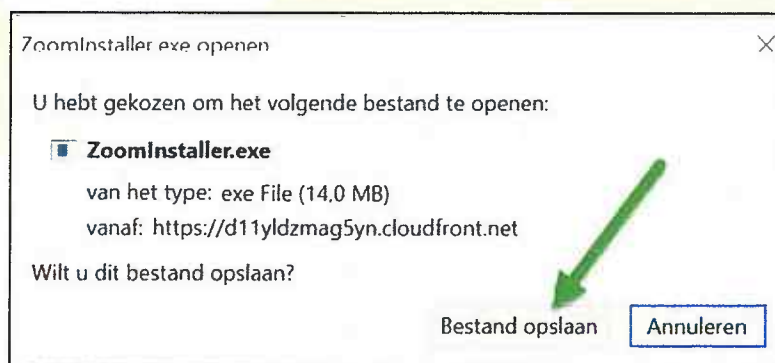 ZoomInstaller.exe openen
U hebt gekozen om het volgende bestand te openen:
ZoomInstaller.exe
van het type: exe File (14,0 MB)
vanaf: https://d11yldzmag5yn.cloudfront.net
Wilt u dit bestand opslaan?
Bestand opslaan Annuleren